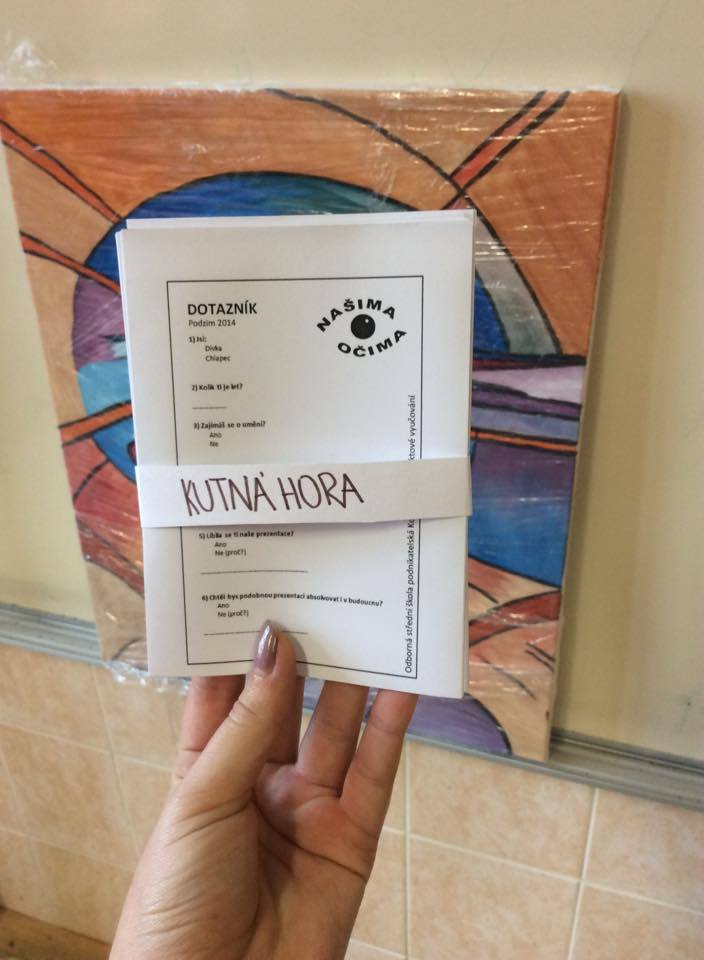 DOTAZNÍK
Podzim 2014
NAŠIMA
OČIMA
1) Jsi:
Dívka
Chlapec
2) Kolik ti je let?
3) Zajímáš se o umění?
Ano
Ne
KUTNÁ HORA
5) Líbila se ti naše prezentace?
Ano
Ne (proč?)
6) Chtěl bys podobnou prezentaci absolvovat i v budoucnu?
Ano
Ne (proč?)
Odborná střední škola podnikatelská
vyučování